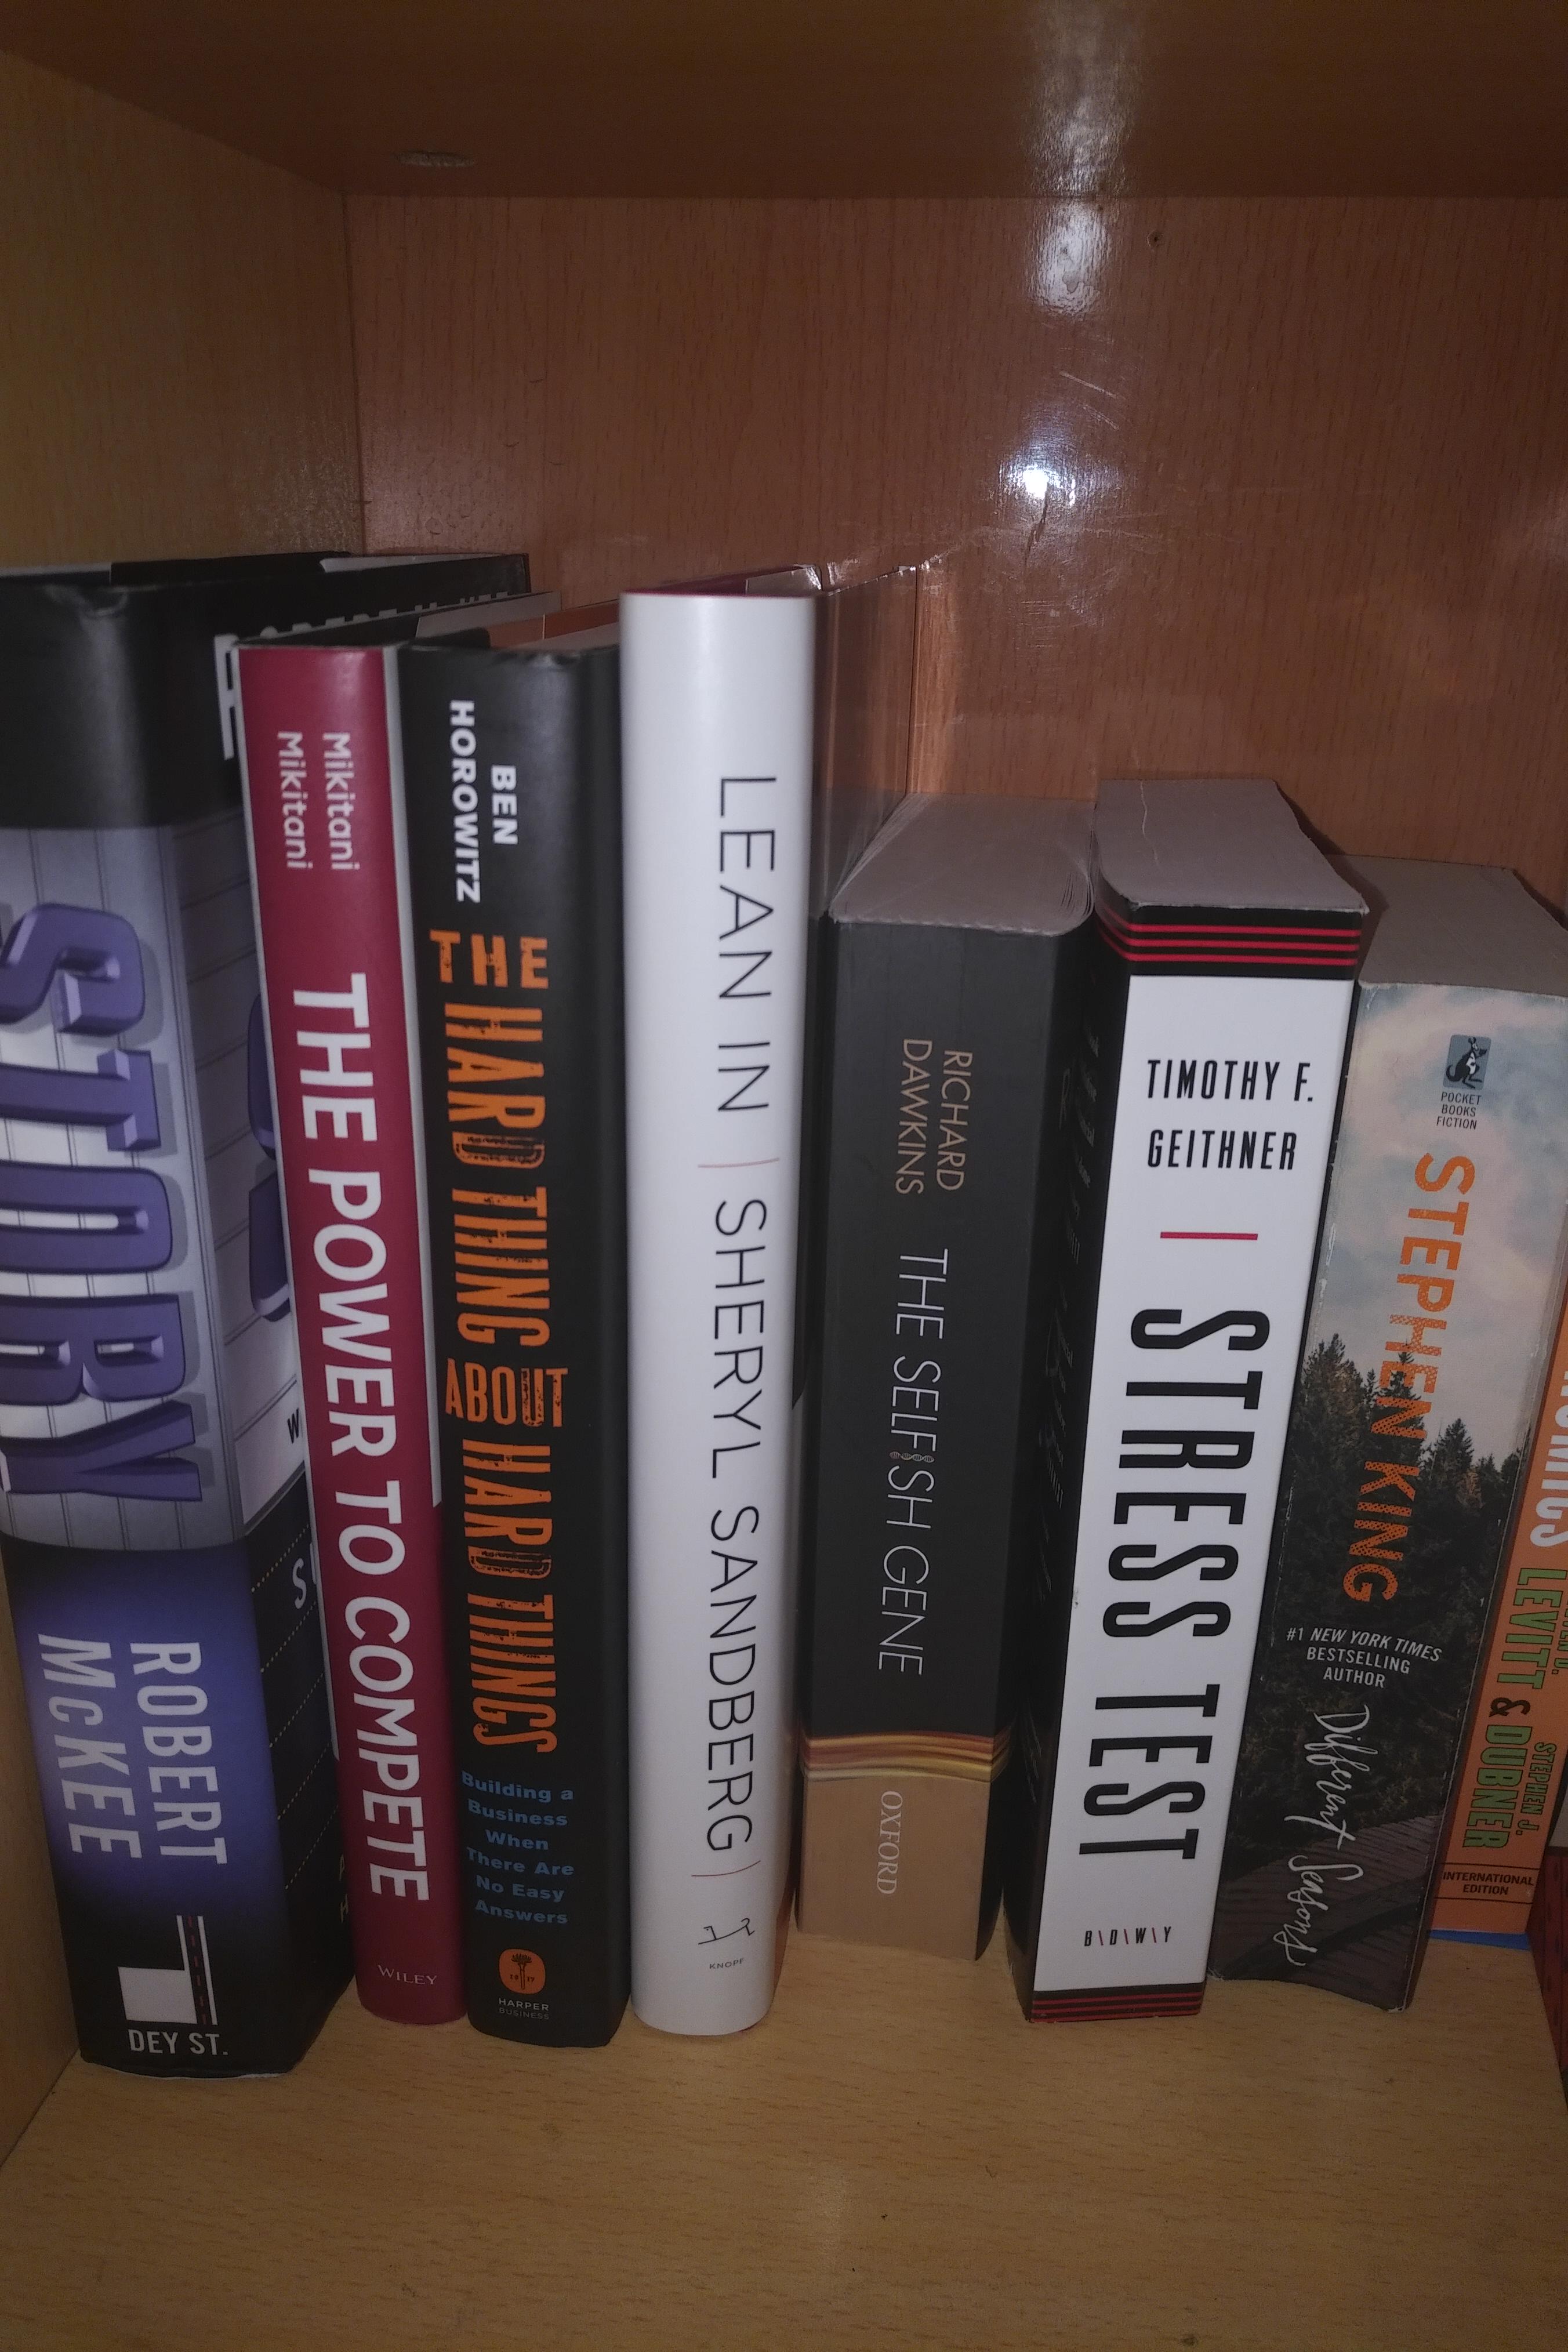 STORY
ROBERT
McKEE
DEY ST.
W
Mikitani
Mikitani
THE POWER TO COMPETE
WILEY
BEN
HOROWITZ
THE
HARD THING
ABOUT
HARD THINGS
Building a
Business
When
There Are
No Easy
Answers
HARPER
BUSINESS
LEAN IN | SHERYL SANDBERG |
KNOPF
RICHARD
DAWKINS
THE SELFISH GENE
OXFORD
TIMOTHY F.
GEITHNER
STRESS TEST
B\D\W\Y
POCKET
BOOKS
FICTION
STEPHEN KING
#1 NEW YORK TIMES
BESTSELLING
AUTHOR
Different Seasons
LEVITT &
STEPHEN J.
DUBNER
INTERNATIONAL
EDITION